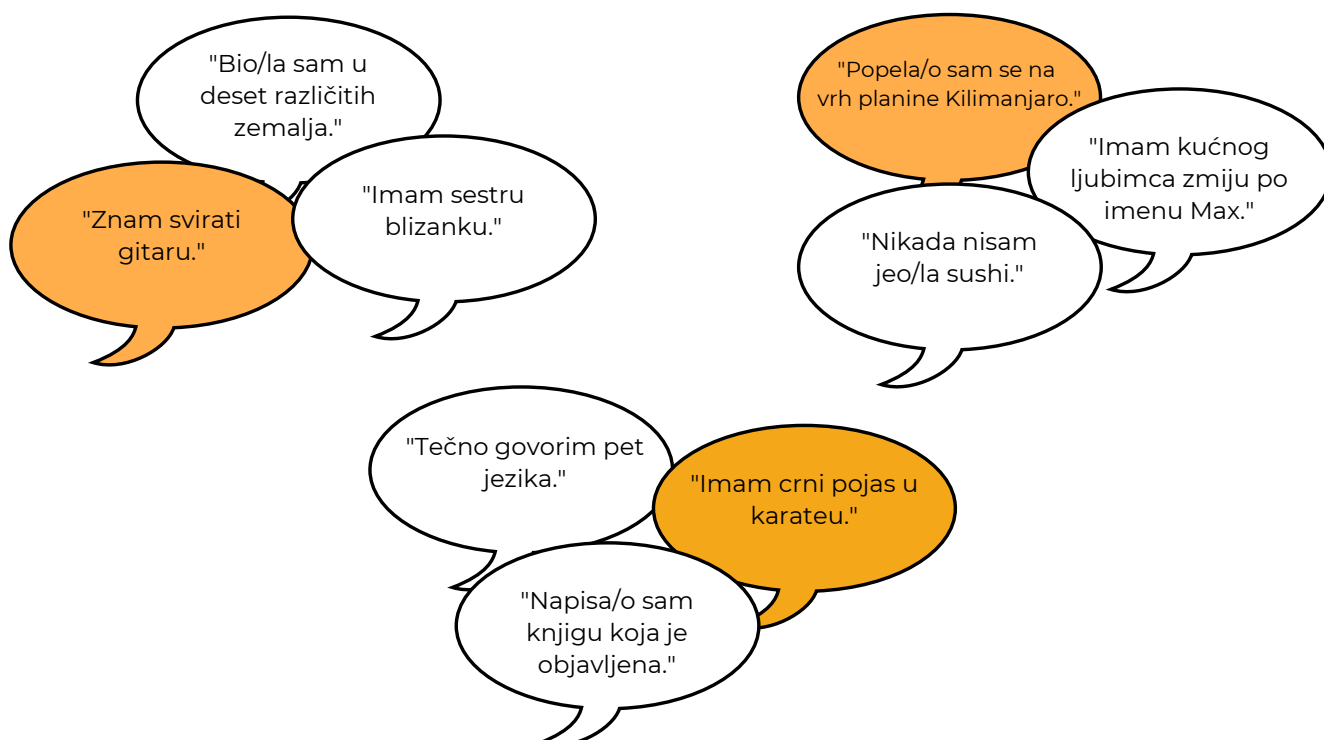 "Bio/la sam u
deset različitih
zemalja."
"Znam svirati
gitaru."
"Imam sestru
blizanku."
"Popela/o sam se na
vrh planine Kilimanjaro."
"Imam kućnog
ljubimca zmiju po
imenu Max."
"Nikada nisam
jeo/la sushi."
"Tečno govorim pet
jezika."
"Imam crni pojas u
karateu."
"Napisa/o sam
knjigu koja je
objavljena."